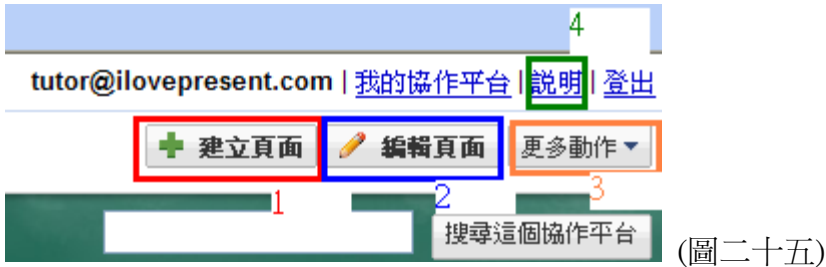 4
tutor@ilovepresent.com | 我的協作平台 | 說明 | 登出
建立頁面 編輯頁面 更多動作
1 2 3
搜尋這個協作平台
(圖二十五)